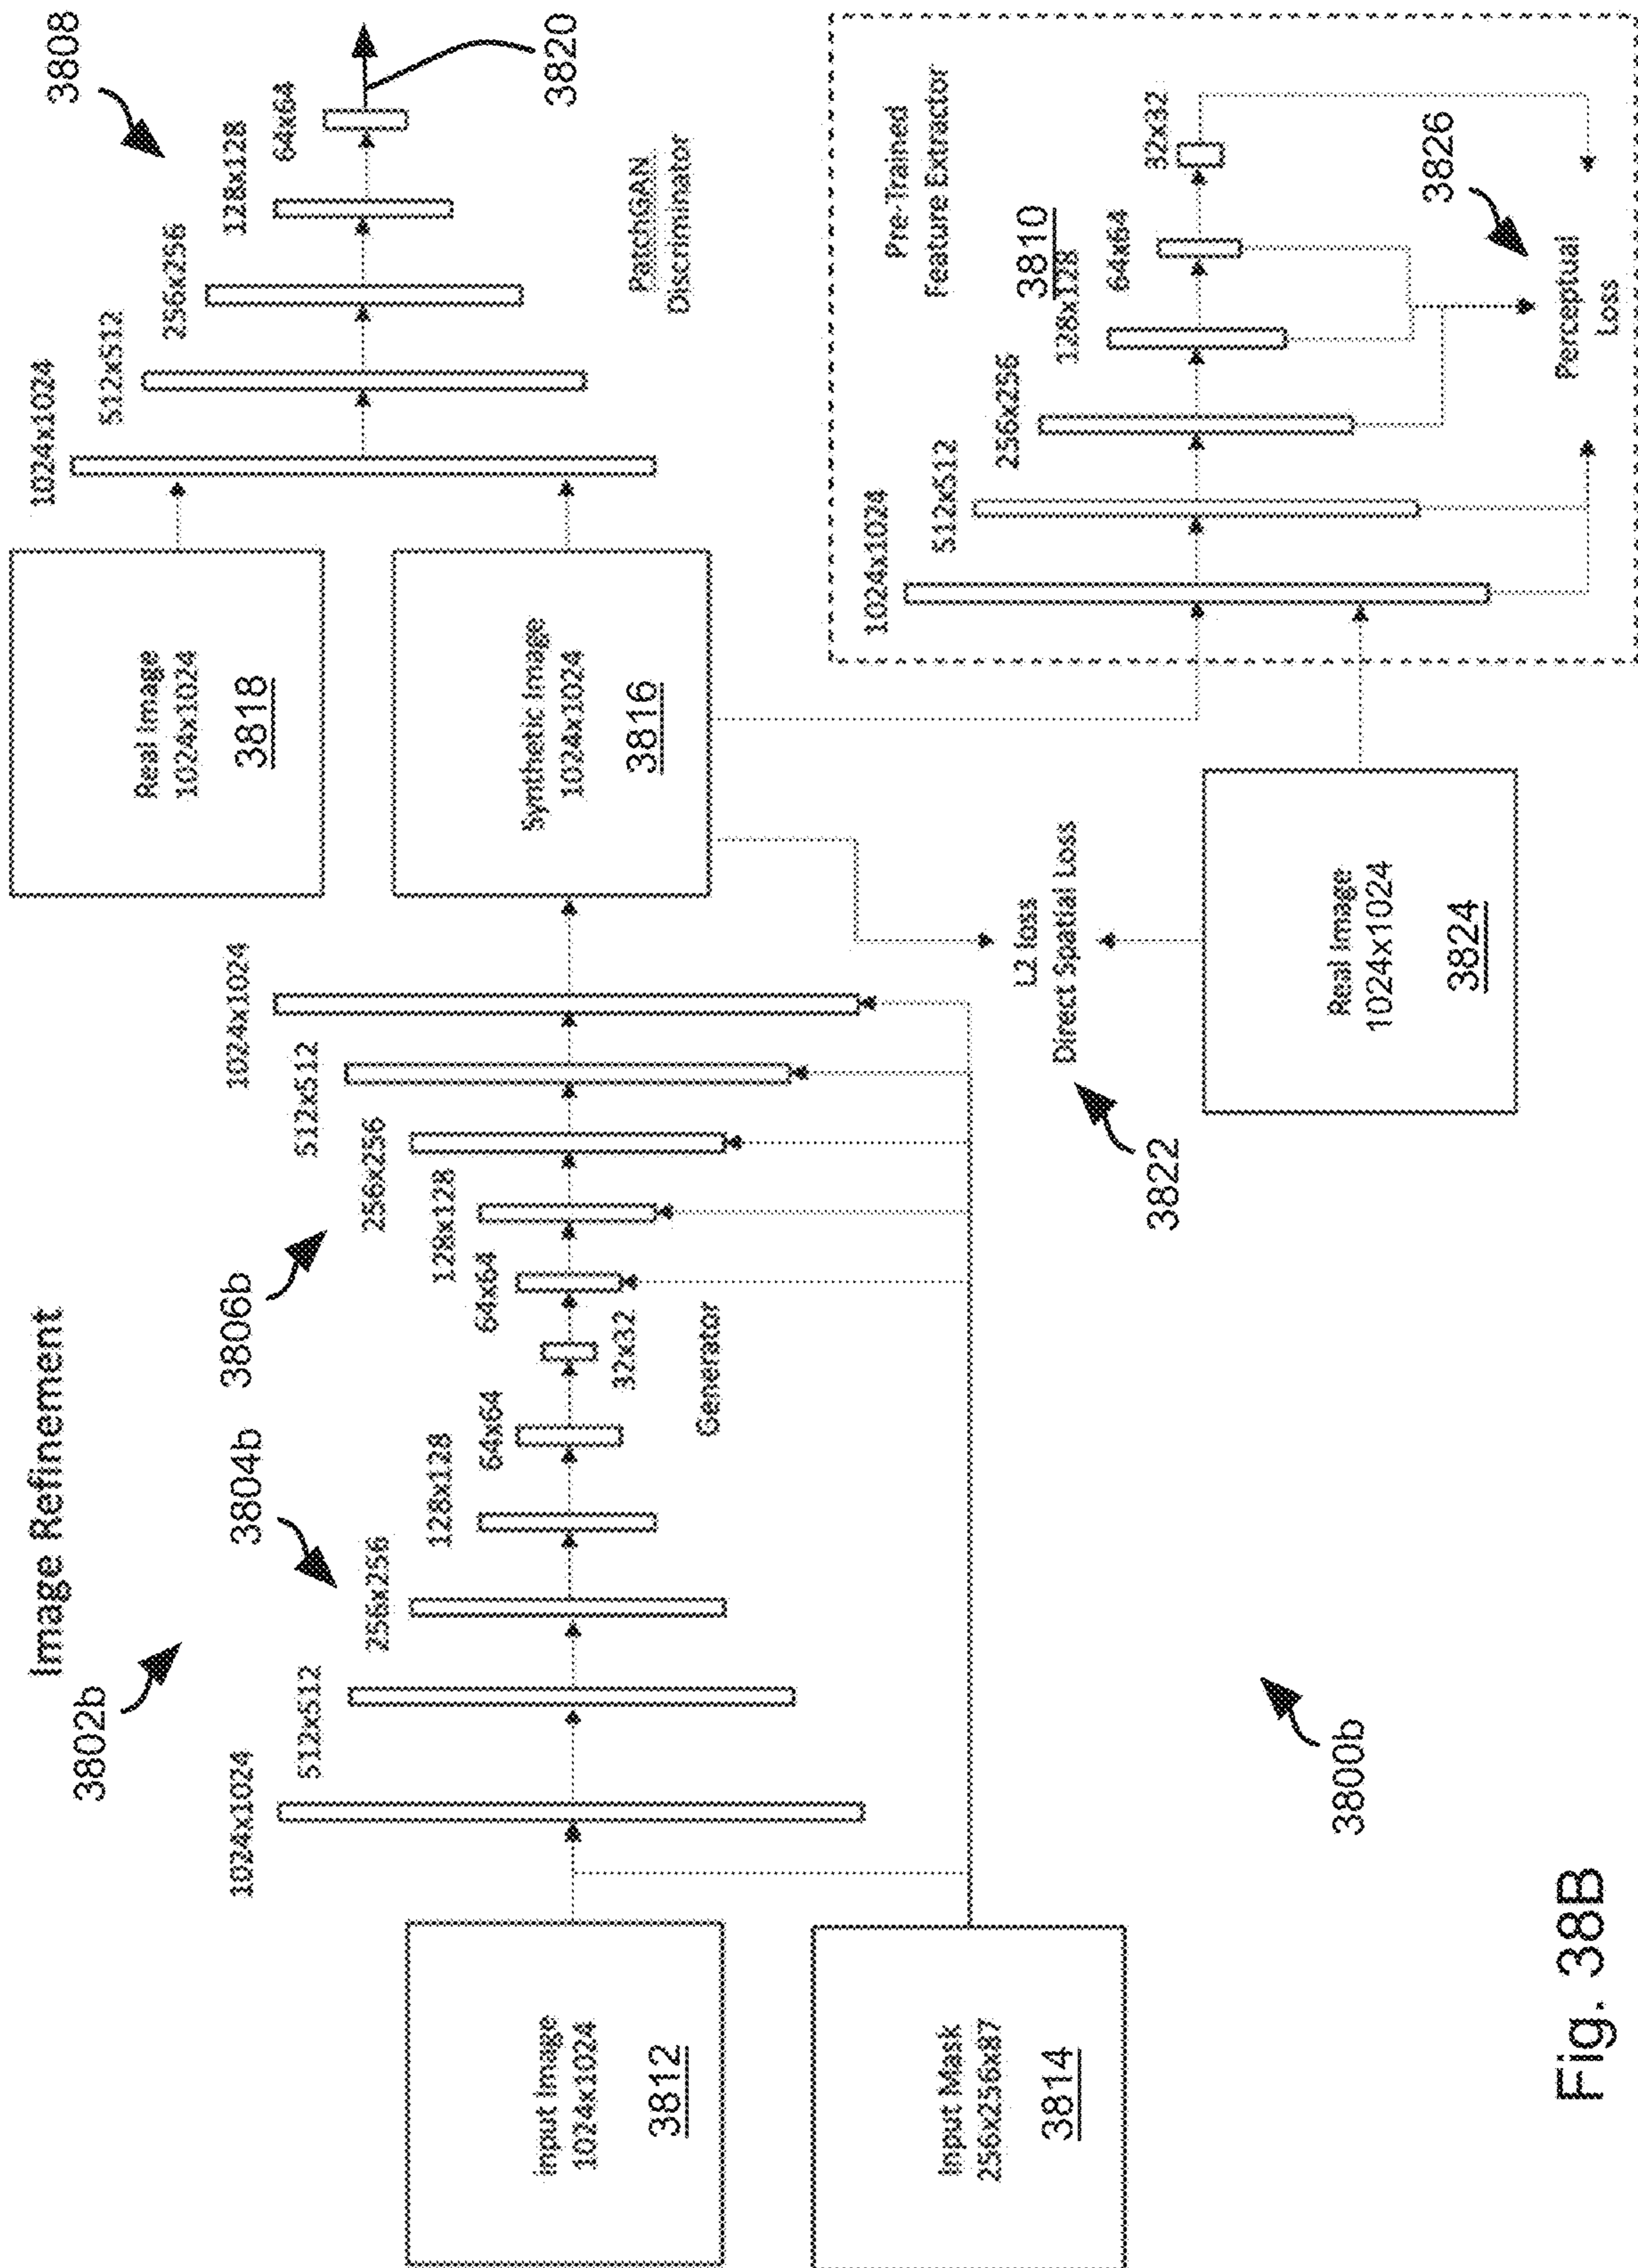 Image Refinement
3802b
3804b
3806b
1024x1024
512x512
256x256
128x128
64x64
32x32
64x64
128x128
256x256
512x512
1024x1024
Generator
Input Image
1024x1024
3812
Input Mask
256x256x87
3814
Real Image
1024x1024
3818
Synthetic Image
1024x1024
3816
1024x1024
512x512
256x256
128x128
64x64
3808
3820
PatchGAN
Discriminator
L2 loss
Direct Spatial Loss
3822
Real Image
1024x1024
3824
Pre-Trained
Feature Extractor
3810
1024x1024
512x512
256x256
128x128
64x64
32x32
3826
Perceptual
Loss
3800b
Fig. 38B